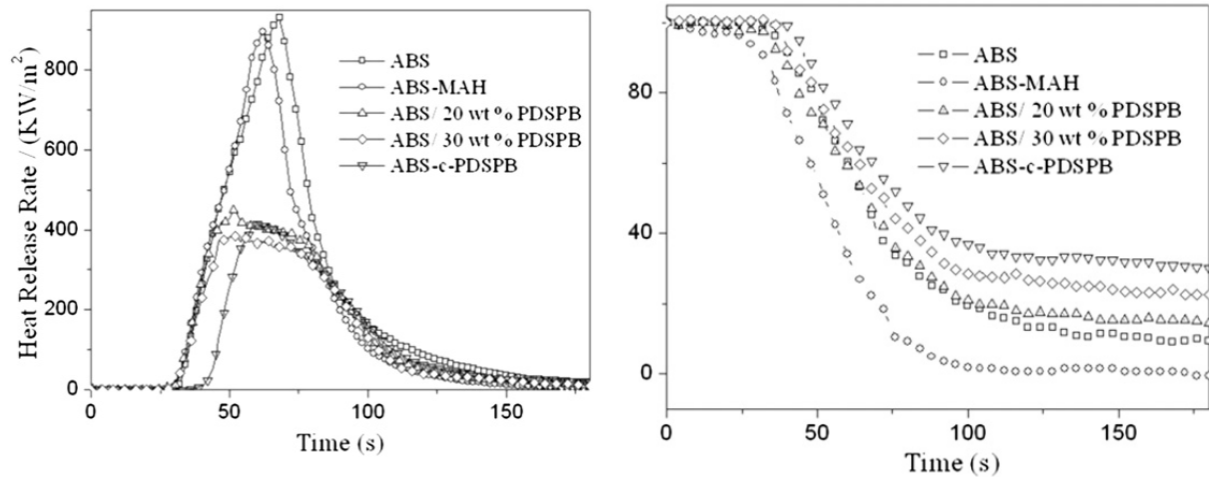 800
600
400
200
0
0
50
100
150
Heat Release Rate / (KW/m²)
Time (s)
ABS
ABS-MAH
ABS/ 20 wt % PDSPB
ABS/ 30 wt % PDSPB
ABS-c-PDSPB
80
40
0
0
50
100
150
Time (s)
ABS
ABS-MAH
ABS/ 20 wt % PDSPB
ABS/ 30 wt % PDSPB
ABS-c-PDSPB